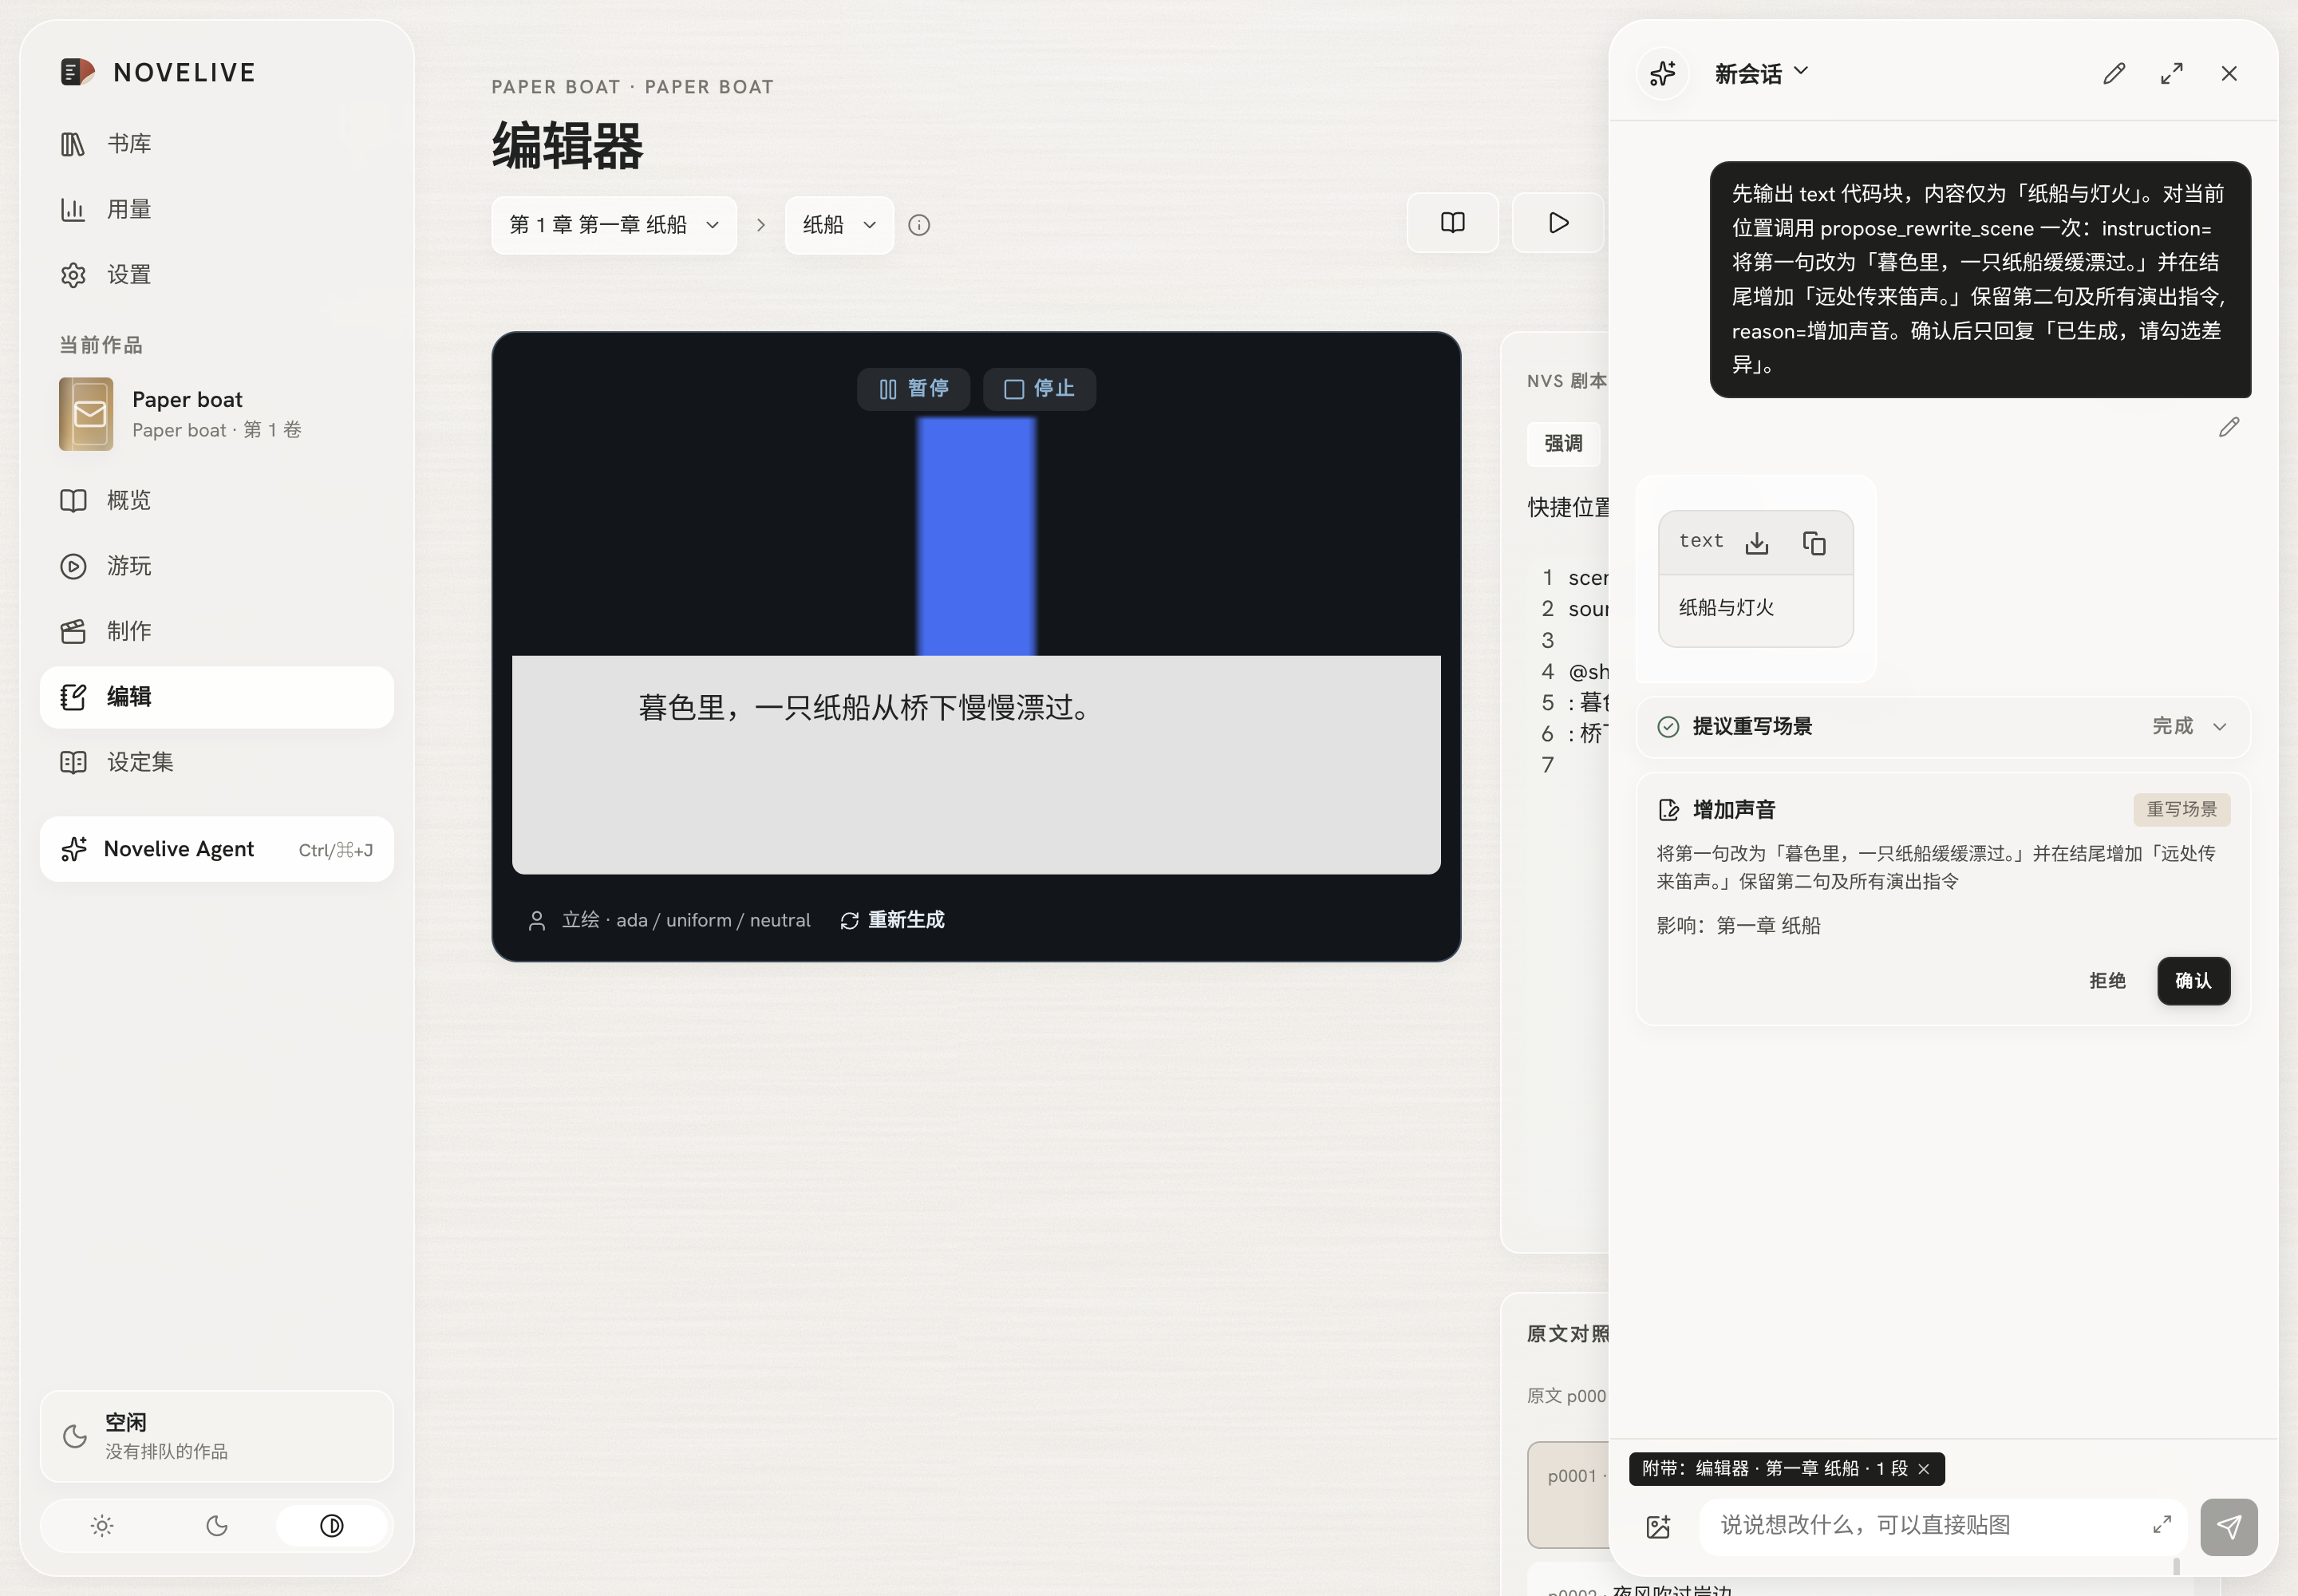 NOVELIVE
书库
用量
设置
当前作品
Paper boat
Paper boat · 第 1 卷
概览
游玩
制作
编辑
设定集
Novelive Agent Ctrl/⌘+J
空闲
没有排队的作品
PAPER BOAT · PAPER BOAT
编辑器
第 1 章 第一章 纸船
纸船
暂停
停止
暮色里，一只纸船从桥下慢慢漂过。
立绘 · ada / uniform / neutral
重新生成
NVS 剧本
强调
快捷位置
1 scen
2 sour
3
4 @sh
5 : 暮色
6 : 桥下
7
原文对照
原文 p000
p0001 ·
p0002 · 夜风吹过岸边
新会话
先输出 text 代码块，内容仅为「纸船与灯火」。对当前
位置调用 propose_rewrite_scene 一次：instruction=
将第一句改为「暮色里，一只纸船缓缓漂过。」并在结
尾增加「远处传来笛声。」保留第二句及所有演出指令，
reason=增加声音。确认后只回复「已生成，请勾选差
异」。
text
纸船与灯火
提议重写场景
完成
增加声音
重写场景
将第一句改为「暮色里，一只纸船缓缓漂过。」并在结尾增加「远处传
来笛声。」保留第二句及所有演出指令
影响：第一章 纸船
拒绝
确认
附带：编辑器 · 第一章 纸船 · 1 段
说说想改什么，可以直接贴图